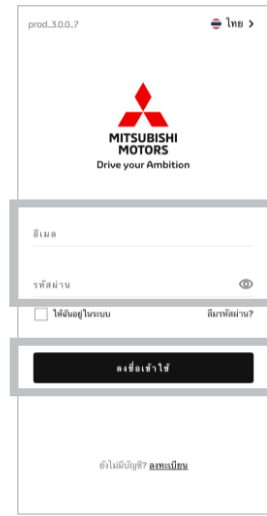 prod_3.0.0_7 ไทย >
MITSUBISHI
MOTORS
Drive your Ambition
อีเมล
รหัสผ่าน
ให้ฉันอยู่ในระบบ ลืมรหัสผ่าน?
ลงชื่อเข้าใช้
ยังไม่มีบัญชี? ลงทะเบียน